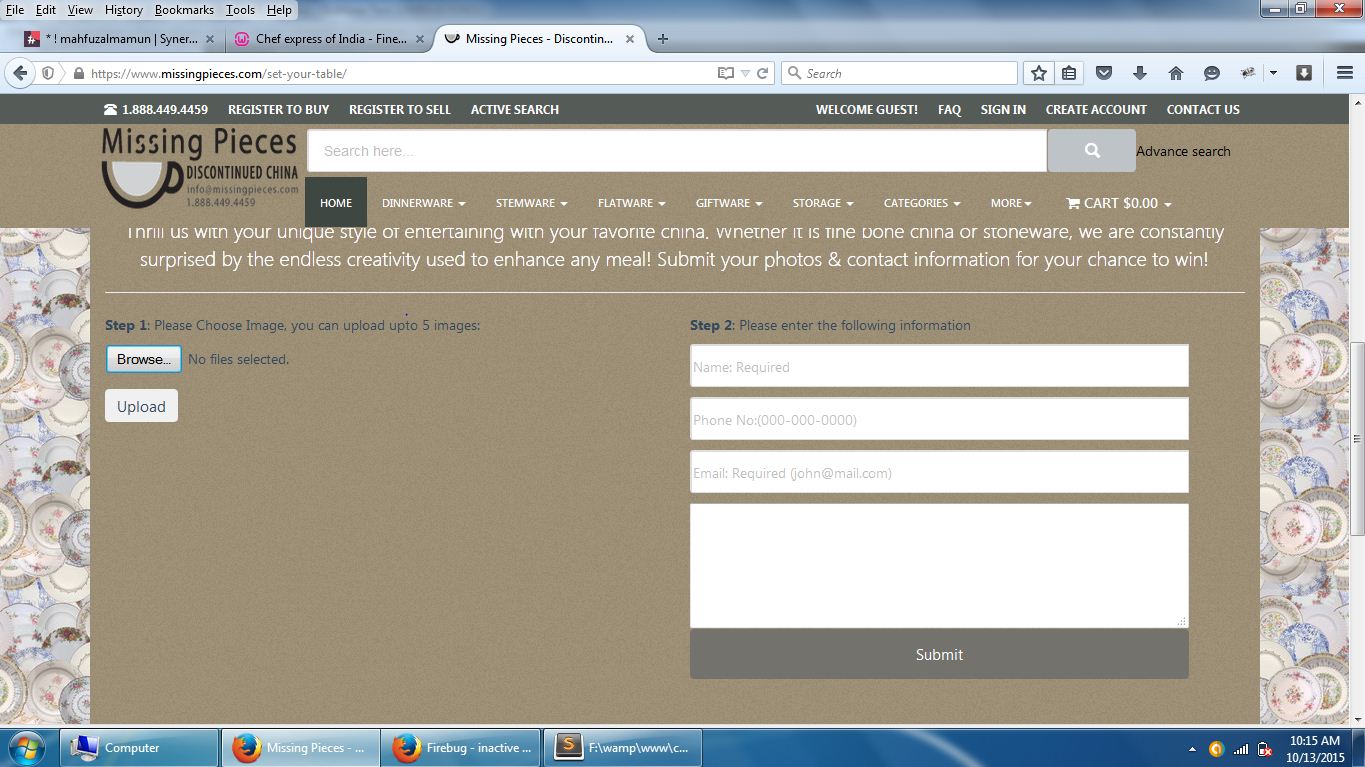 File Edit View History Bookmarks Tools Help
* ! mahfuzalmamun | Syner...
Chef express of India - Fine...
Missing Pieces - Discontin...
https://www.missingpieces.com/set-your-table/
Search
1.888.449.4459 REGISTER TO BUY REGISTER TO SELL ACTIVE SEARCH WELCOME GUEST! FAQ SIGN IN CREATE ACCOUNT CONTACT US
Missing Pieces
DISCONTINUED CHINA
info@missingpieces.com
1.888.449.4459
Search here...
Advance search
HOME DINNERWARE STEMWARE FLATWARE GIFTWARE STORAGE CATEGORIES MORE CART $0.00
Thrill us with your unique style of entertaining with your favorite china. Whether it is fine bone china or stoneware, we are constantly
surprised by the endless creativity used to enhance any meal! Submit your photos & contact information for your chance to win!
Step 1: Please Choose Image, you can upload upto 5 images:
Browse... No files selected.
Upload
Step 2: Please enter the following information
Name: Required
Phone No:(000-000-0000)
Email: Required (john@mail.com)
Submit
Computer
Missing Pieces - ...
Firebug - inactive ...
F:\wamp\www\c...
10:15 AM
10/13/2015